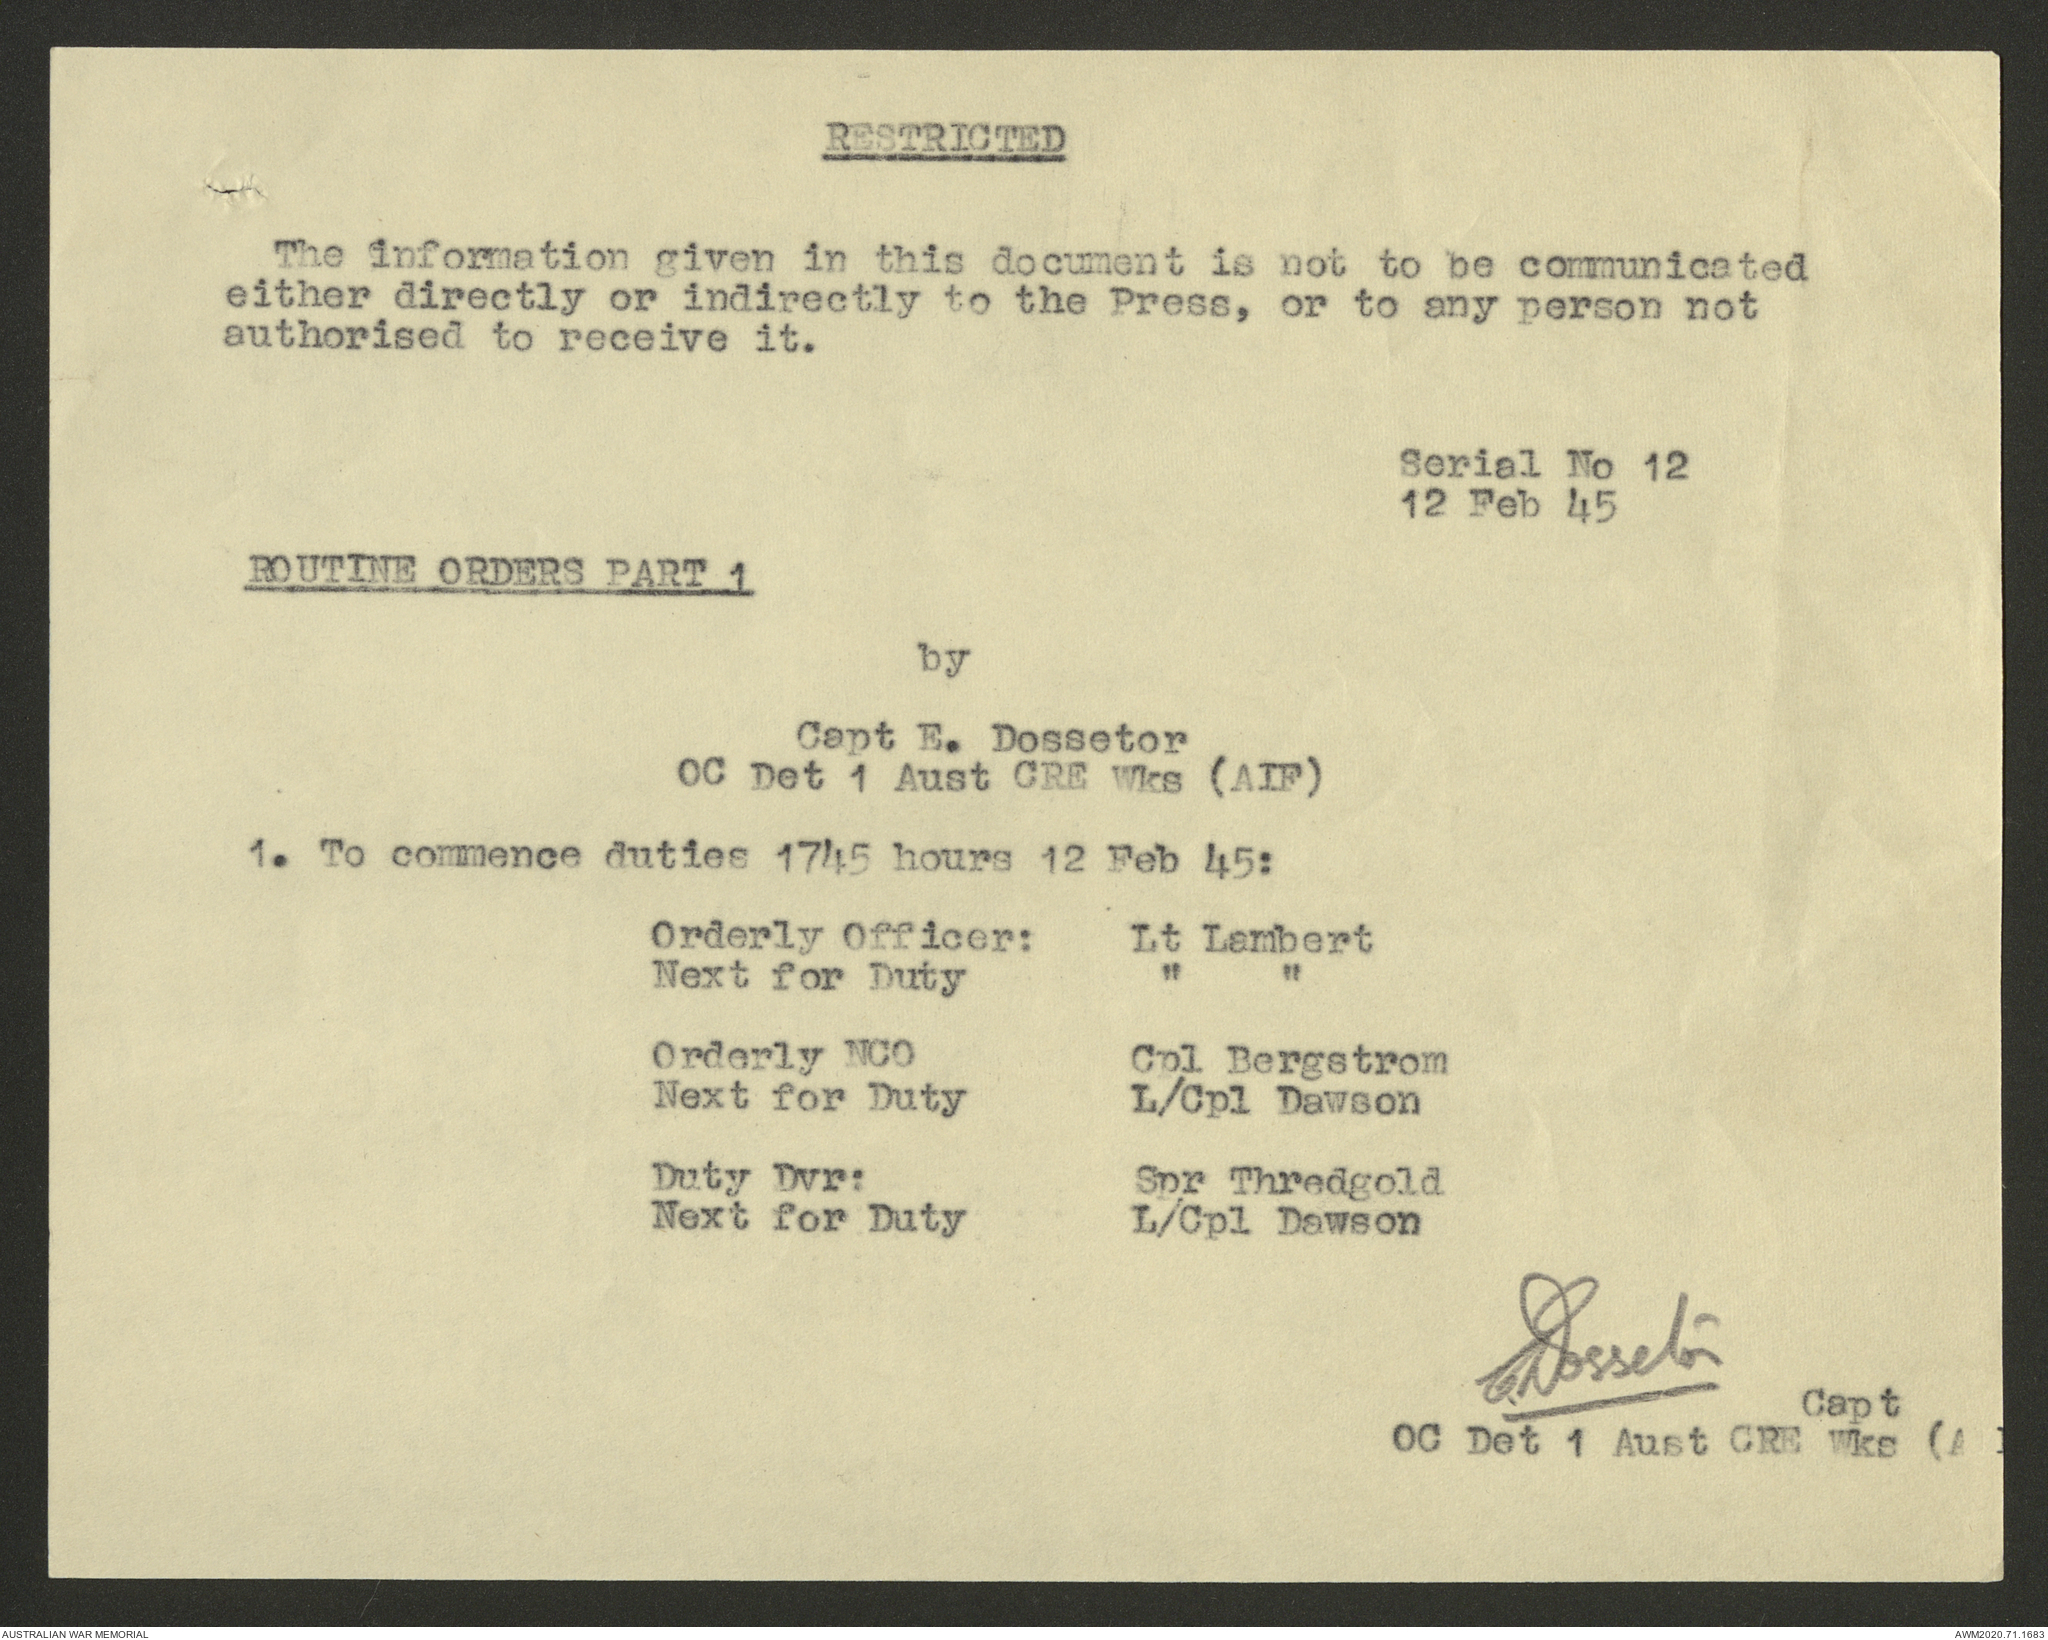 RESTRICTED
The information given in this document is not to be communicated
either directly or indirectly to the Press, or to any person not
authorised to receive it.
Serial No 12
12 Feb 45
ROUTINE ORDERS PART 1
by
Capt E. Dossetor
OC Det 1 Aust CRE Wks (AIF)
1. To commence duties 1745 hours 12 Feb 45:
Orderly Officer: Lt Lambert
Next for Duty " "
Orderly NCO Cpl Bergstrom
Next for Duty L/Cpl Dawson
Duty Dvr: Spr Thredgold
Next for Duty L/Cpl Dawson
E. Dossetor
Capt
OC Det 1 Aust CRE Wks (A I
AUSTRALIAN WAR MEMORIAL
AWM2020.71.1683